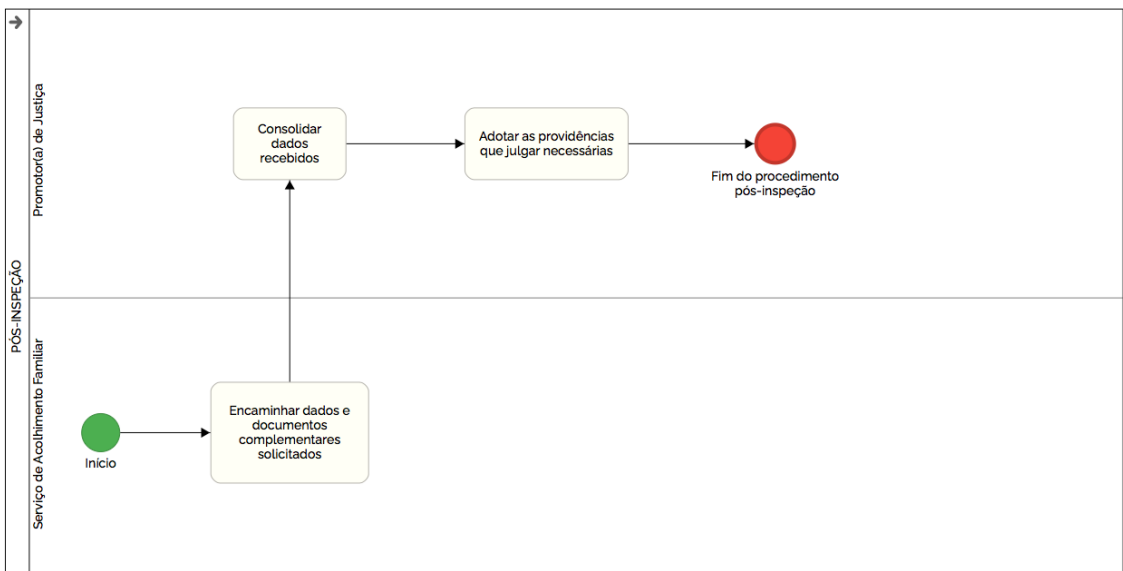 PÓS-INSPEÇÃO
Promotor(a) de Justiça
Consolidar
dados
recebidos
Adotar as providências
que julgar necessárias
Fim do procedimento
pós-inspeção
Serviço de Acolhimento Familiar
Início
Encaminhar dados e
documentos
complementares
solicitados